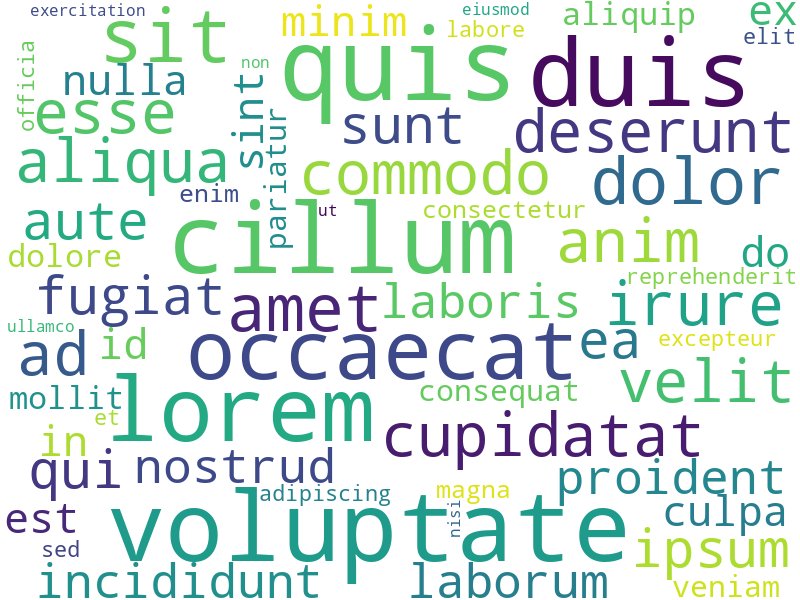 exercitation
sit
minim
eiusmod
labore
aliquip
ex
elit
officia
nulla
non
quis
duis
esse
sint
sunt
deserunt
aliqua
pariatur
commodo
dolor
enim
aute
ut
consectetur
cillum
anim
dolore
do
reprehenderit
fugiat
amet
laboris
irure
ullamco
ad
id
occaecat
ea
excepteur
mollit
lorem
consequat
velit
et
in
cupidatat
qui
nostrud
proident
adipiscing
magna
est
voluptate
nisi
culpa
sed
ipsum
incididunt
laborum
veniam